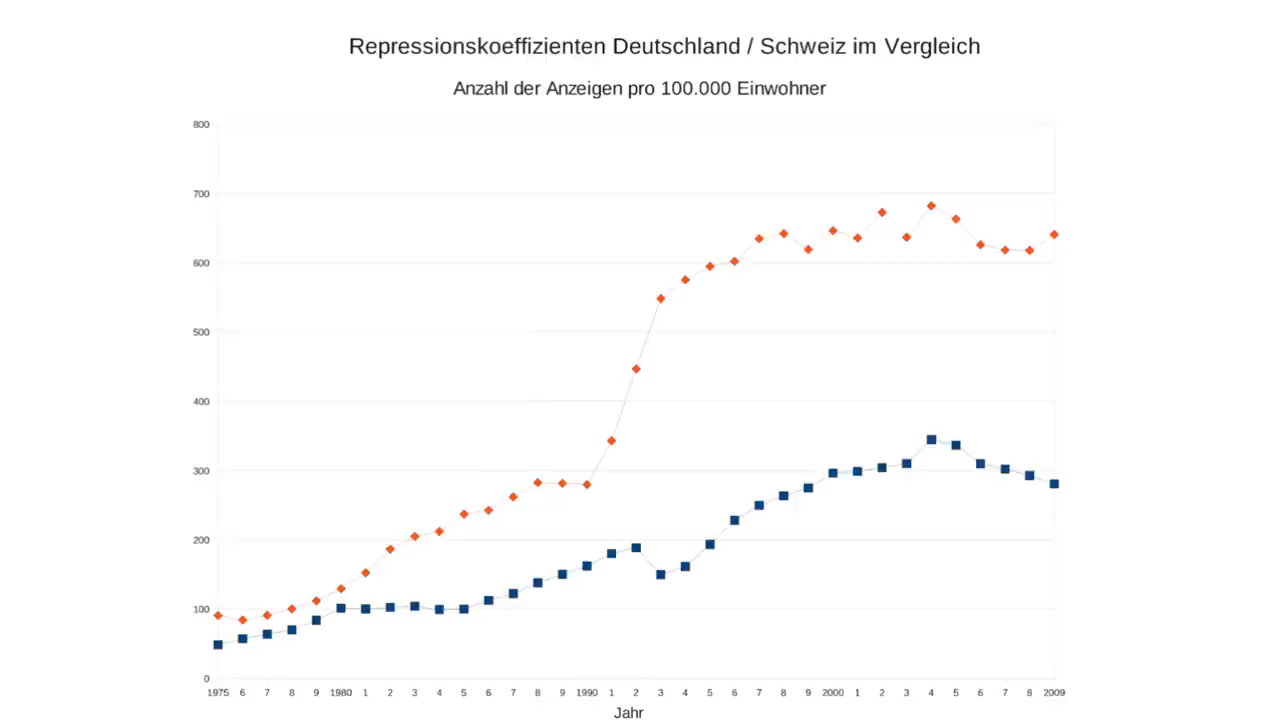 Repressionskoeffizienten Deutschland / Schweiz im Vergleich
Anzahl der Anzeigen pro 100.000 Einwohner
800
700
600
500
400
300
200
100
0
1975 6 7 8 9 1980 1 2 3 4 5 6 7 8 9 1990 1 2 3 4 5 6 7 8 9 2000 1 2 3 4 5 6 7 8 2009
Jahr